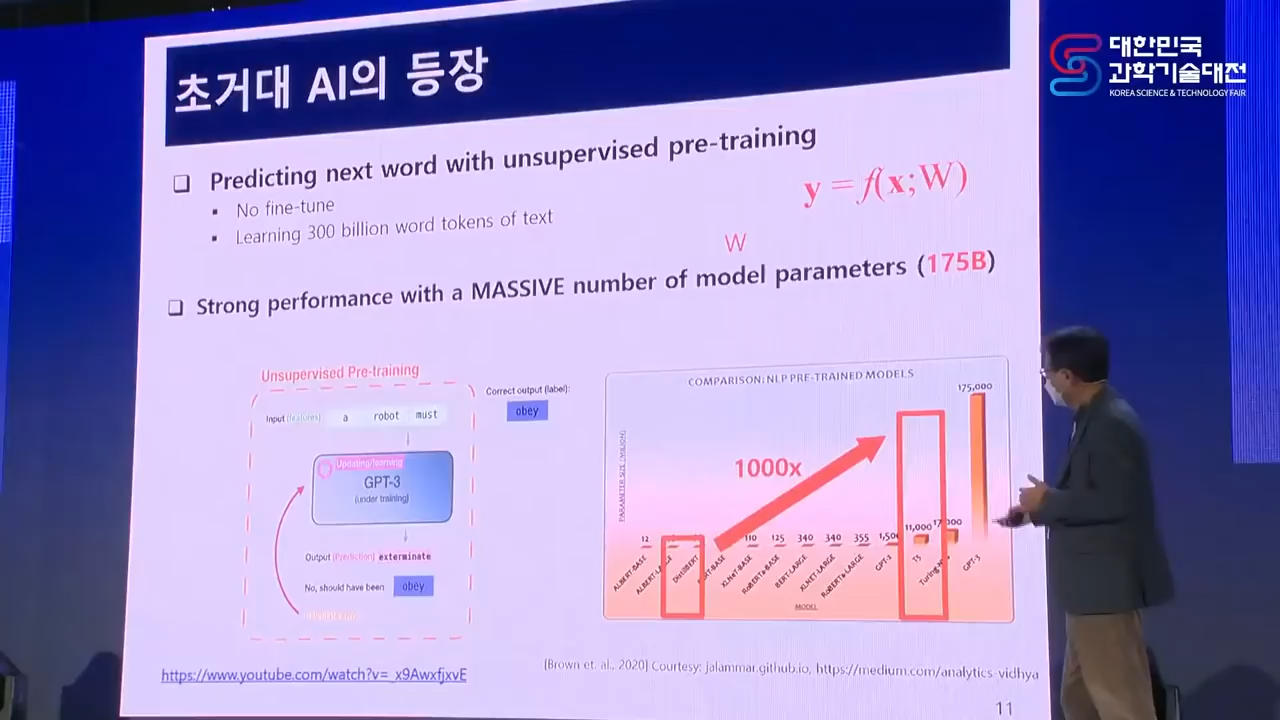 대한민국
과학기술대전
KOREA SCIENCE & TECHNOLOGY FAIR
초거대 AI의 등장
❑ Predicting next word with unsupervised pre-training
▪ No fine-tune
▪ Learning 300 billion word tokens of text
y = f(x;W)
W
❑ Strong performance with a MASSIVE number of model parameters (175B)
Unsupervised Pre-training
Input (features) a robot must
Correct output (label):
obey
Updating/learning
GPT-3
(under training)
Output (Prediction) exterminate
No, should have been obey
COMPARISON: NLP PRE-TRAINED MODELS
PARAMETER SIZE (MILLION)
1000x
12 110 125 340 340 355 11,000 175,000
ALBERT-BASE
DistilBERT
XLNet-BASE
RoBERTa-BASE
BERT-LARGE
XLNET-LARGE
RoBERTa-LARGE
T5
GPT-3
MODEL
https://www.youtube.com/watch?v=_x9AwxfjxvE
[Brown et. al., 2020] Courtesy: jalammar.github.io, https://medium.com/analytics-vidhya
11